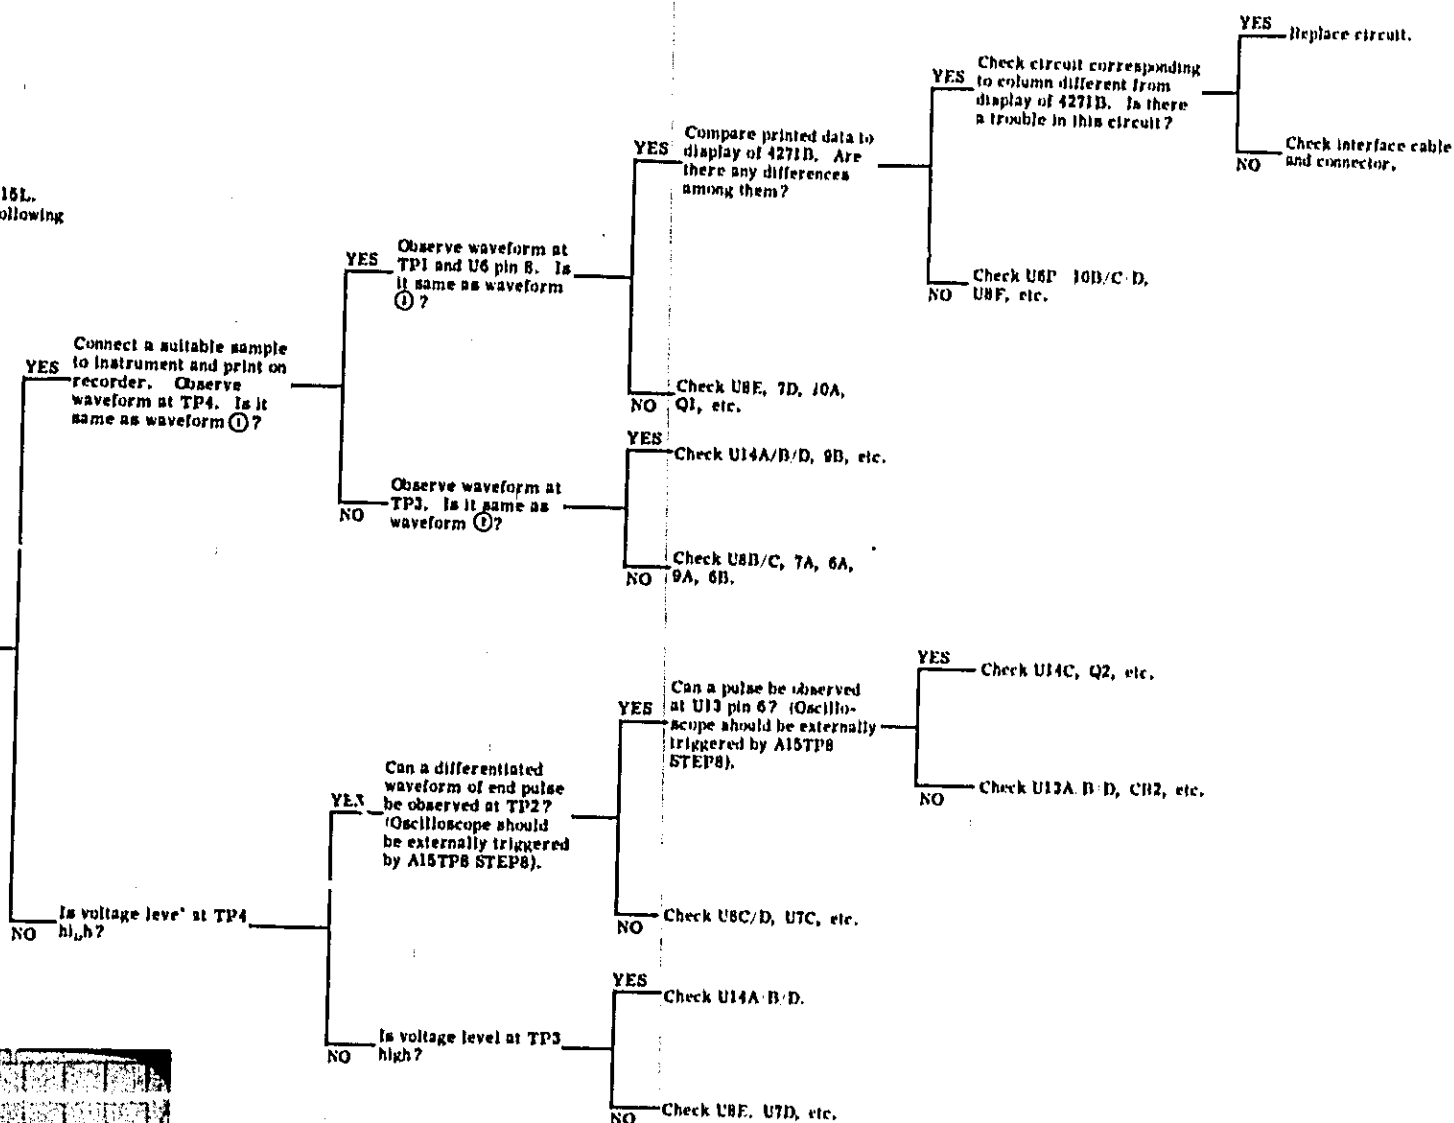 15L.
ollowing
YES
Connect a suitable sample
to instrument and print on
recorder. Observe
waveform at TP4. Is it
same as waveform ①?
YES
Observe waveform at
TP1 and U6 pin 8. Is
it same as waveform
?
YES
Compare printed data to
display of 4271B. Are
there any differences
among them?
YES
Check circuit corresponding
to column different from
display of 4271B. Is there
a trouble in this circuit?
YES
Replace circuit.
NO
Check interface cable
and connector.
NO
Check 10B/C D,
U8F, etc.
NO
Check U8E, 7D, 10A,
Q1, etc.
NO
Observe waveform at
TP3. Is it same as
waveform ?
YES
Check U14A/B/D, 9B, etc.
NO
Check U8B/C, 7A, 6A,
9A, 6B.
NO
Is voltage level at TP4
high?
YES
Can a differentiated
waveform of end pulse
be observed at TP2?
(Oscilloscope should
be externally triggered
by A15TP8 STEP8).
YES
Can a pulse be observed
at U13 pin 6? (Oscillo-
scope should be externally
triggered by A15TP8
STEP8).
YES
Check U14C, Q2, etc.
NO
Check U13A B D, CR2, etc.
NO
Check U6C/D, U7C, etc.
NO
Is voltage level at TP3
high?
YES
Check U14A B D.
NO
Check U8E, U7D, etc.